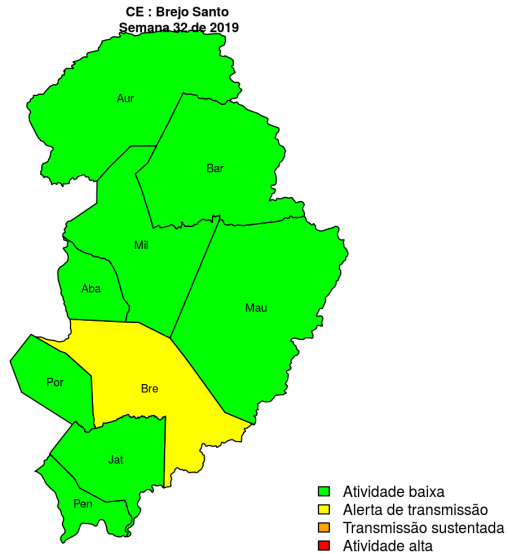 CE : Brejo Santo
Semana 32 de 2019
Aur
Bar
Mil
Aba
Mau
Por
Bre
Jat
Pen
Atividade baixa
Alerta de transmissão
Transmissão sustentada
Atividade alta